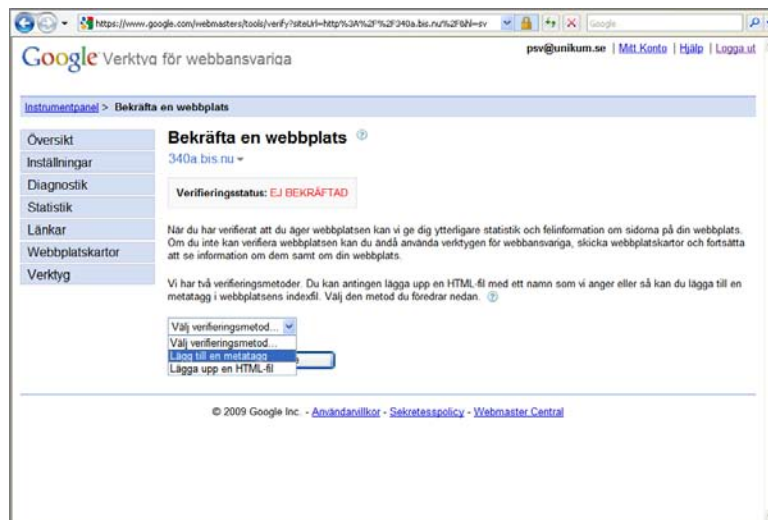 https://www.google.com/webmasters/tools/verify?siteUrl=http%3A%2F%2F340a.bis.nu%2F&hl=sv
Google
Google Verktyg för webbansvariga
psv@unikum.se | Mitt Konto | Hjälp | Logga ut
Instrumentpanel > Bekräfta en webbplats
Översikt
Inställningar
Diagnostik
Statistik
Länkar
Webbplatskartor
Verktyg
Bekräfta en webbplats
340a.bis.nu
Verifieringsstatus: EJ BEKRÄFTAD
När du har verifierat att du äger webbplatsen kan vi ge dig ytterligare statistik och felinformation om sidorna på din webbplats.
Om du inte kan verifiera webbplatsen kan du ändå använda verktygen för webbansvariga, skicka webbplatskartor och fortsätta
att se information om dem samt om din webbplats.
Vi har två verifieringsmetoder. Du kan antingen lägga upp en HTML-fil med ett namn som vi anger eller så kan du lägga till en
metatagg i webbplatsens indexfil. Välj den metod du föredrar nedan.
Välj verifieringsmetod...
Välj verifieringsmetod...
Lägg till en metatagg
Lägga upp en HTML-fil
© 2009 Google Inc. - Användarvillkor - Sekretesspolicy - Webmaster Central